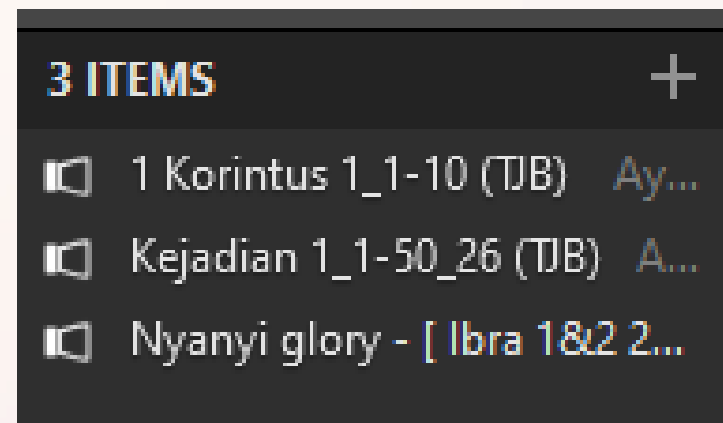 3 ITEMS
1 Korintus 1_1-10 (TJB) Ay...
Kejadian 1_1-50_26 (TJB) A...
Nyanyi glory - [ Ibra 1&2 2...